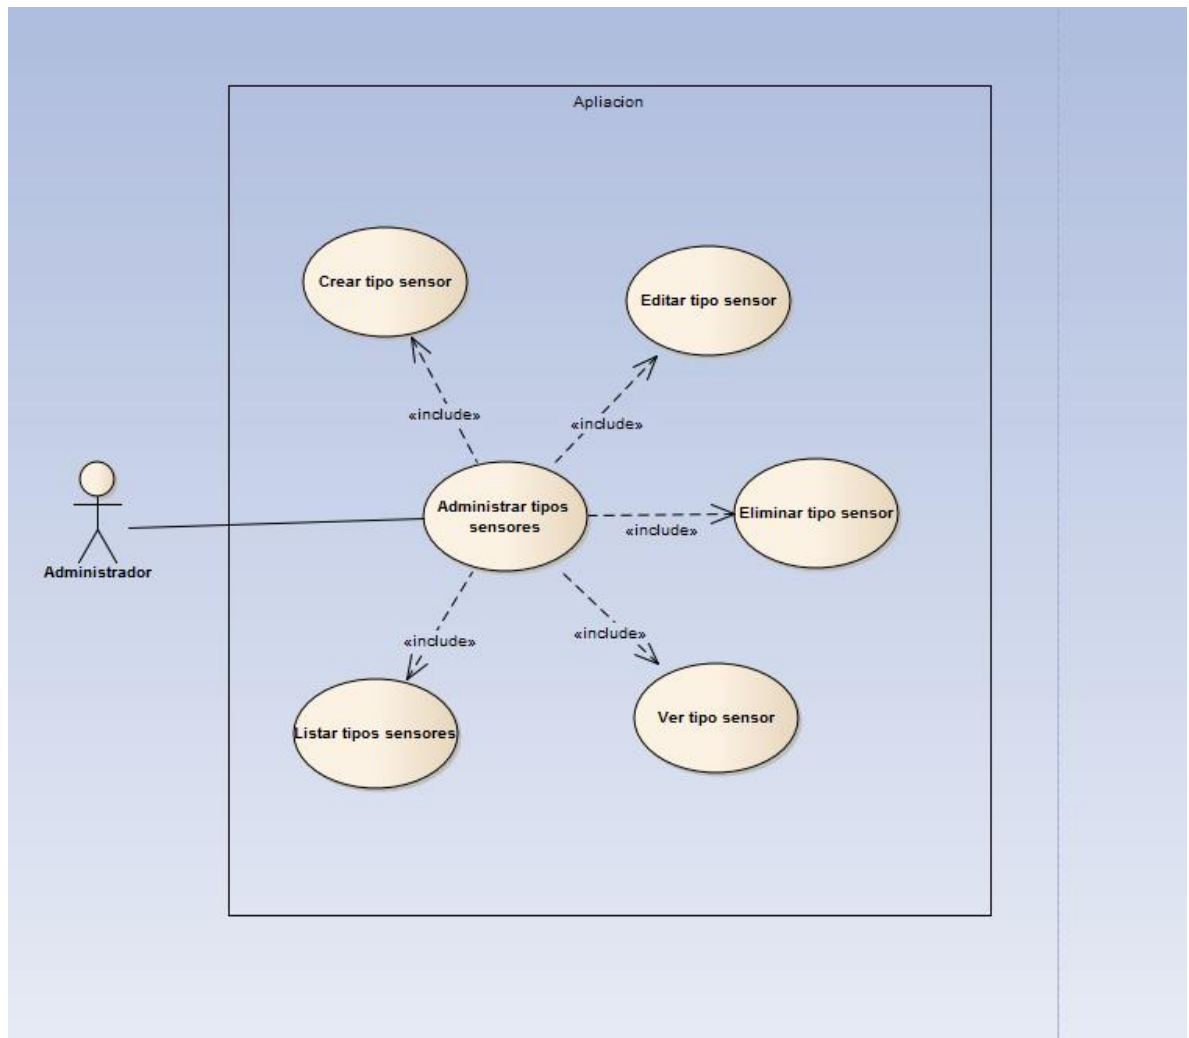 Apliacion
Crear tipo sensor
Editar tipo sensor
«include»
«include»
Administrar tipos
sensores
Eliminar tipo sensor
«include»
Administrador
«include»
«include»
Listar tipos sensores
Ver tipo sensor